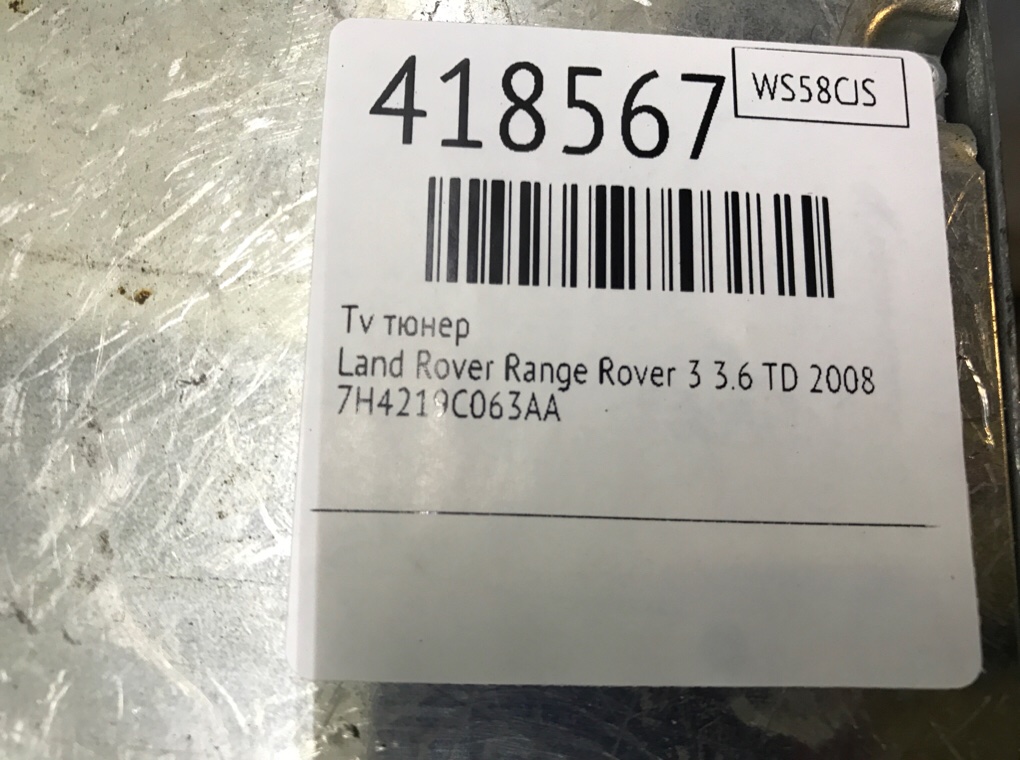 418567
WS58CJS
Tv тюнер
Land Rover Range Rover 3 3.6 TD 2008
7H4219C063AA